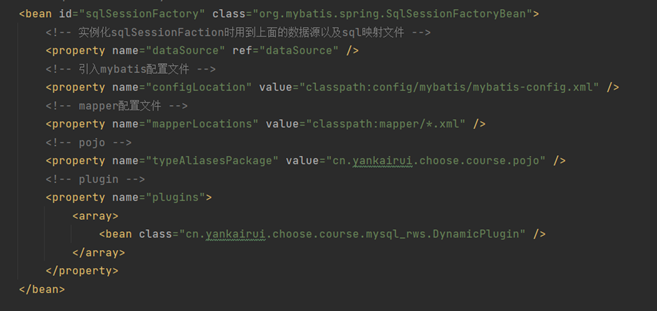 <bean id="sqlSessionFactory" class="org.mybatis.spring.SqlSessionFactoryBean">
<!-- 实例化sqlSessionFaction时用到上面的数据源以及sql映射文件 -->
<property name="dataSource" ref="dataSource" />
<!-- 引入mybatis配置文件 -->
<property name="configLocation" value="classpath:config/mybatis/mybatis-config.xml" />
<!-- mapper配置文件 -->
<property name="mapperLocations" value="classpath:mapper/*.xml" />
<!-- pojo -->
<property name="typeAliasesPackage" value="cn.yankairui.choose.course.pojo" />
<!-- plugin -->
<property name="plugins">
<array>
<bean class="cn.yankairui.choose.course.mysql_rws.DynamicPlugin" />
</array>
</property>
</bean>